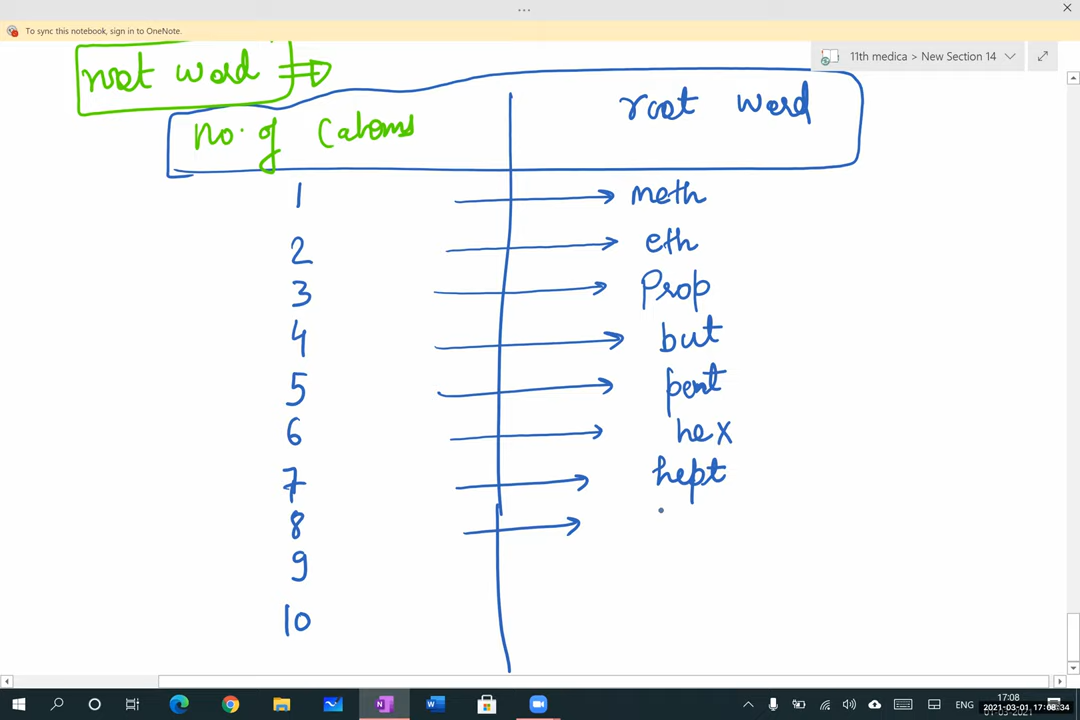 To sync this notebook, sign in to OneNote.
11th medica > New Section 14
root word ⇒
No. of Catoms root word
1 → meth
2 → eth
3 → Prop
4 → but
5 → pent
6 → hex
7 → hept
8 →
9
10
ENG
17:08
2021-03-01 17:08:34